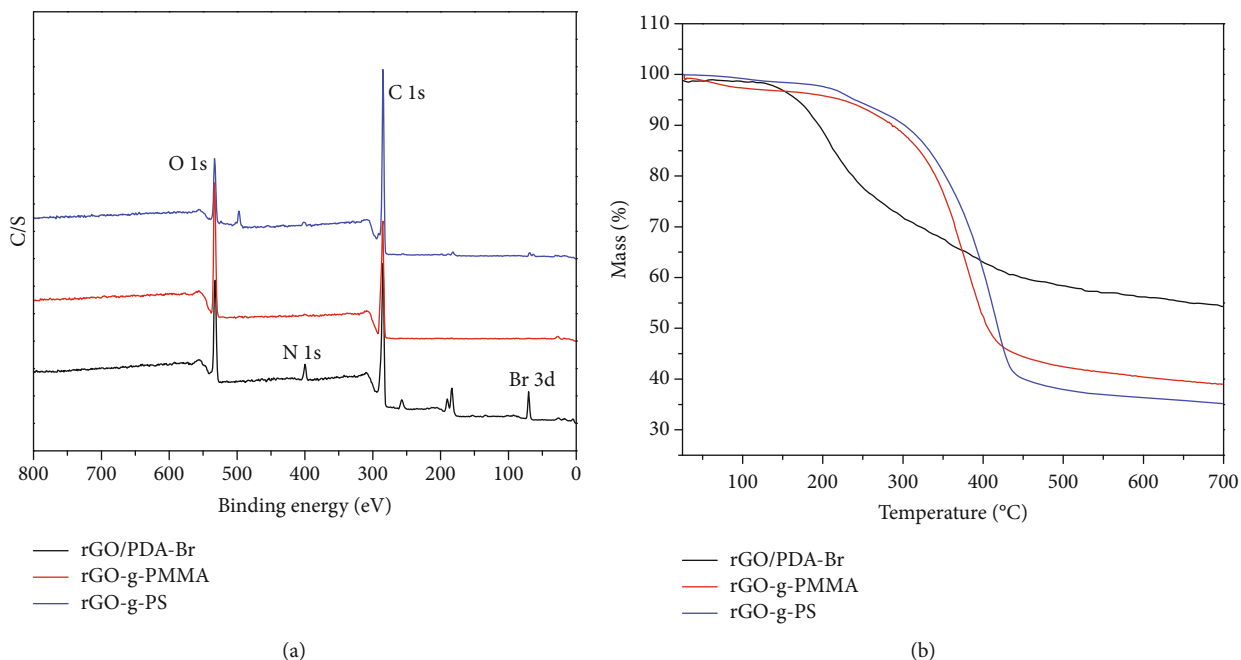 C/S
O 1s
C 1s
N 1s
Br 3d
800 700 600 500 400 300 200 100 0
Binding energy (eV)
rGO/PDA-Br
rGO-g-PMMA
rGO-g-PS
(a)
Mass (%)
110
100
90
80
70
60
50
40
30
100 200 300 400 500 600 700
Temperature (°C)
rGO/PDA-Br
rGO-g-PMMA
rGO-g-PS
(b)